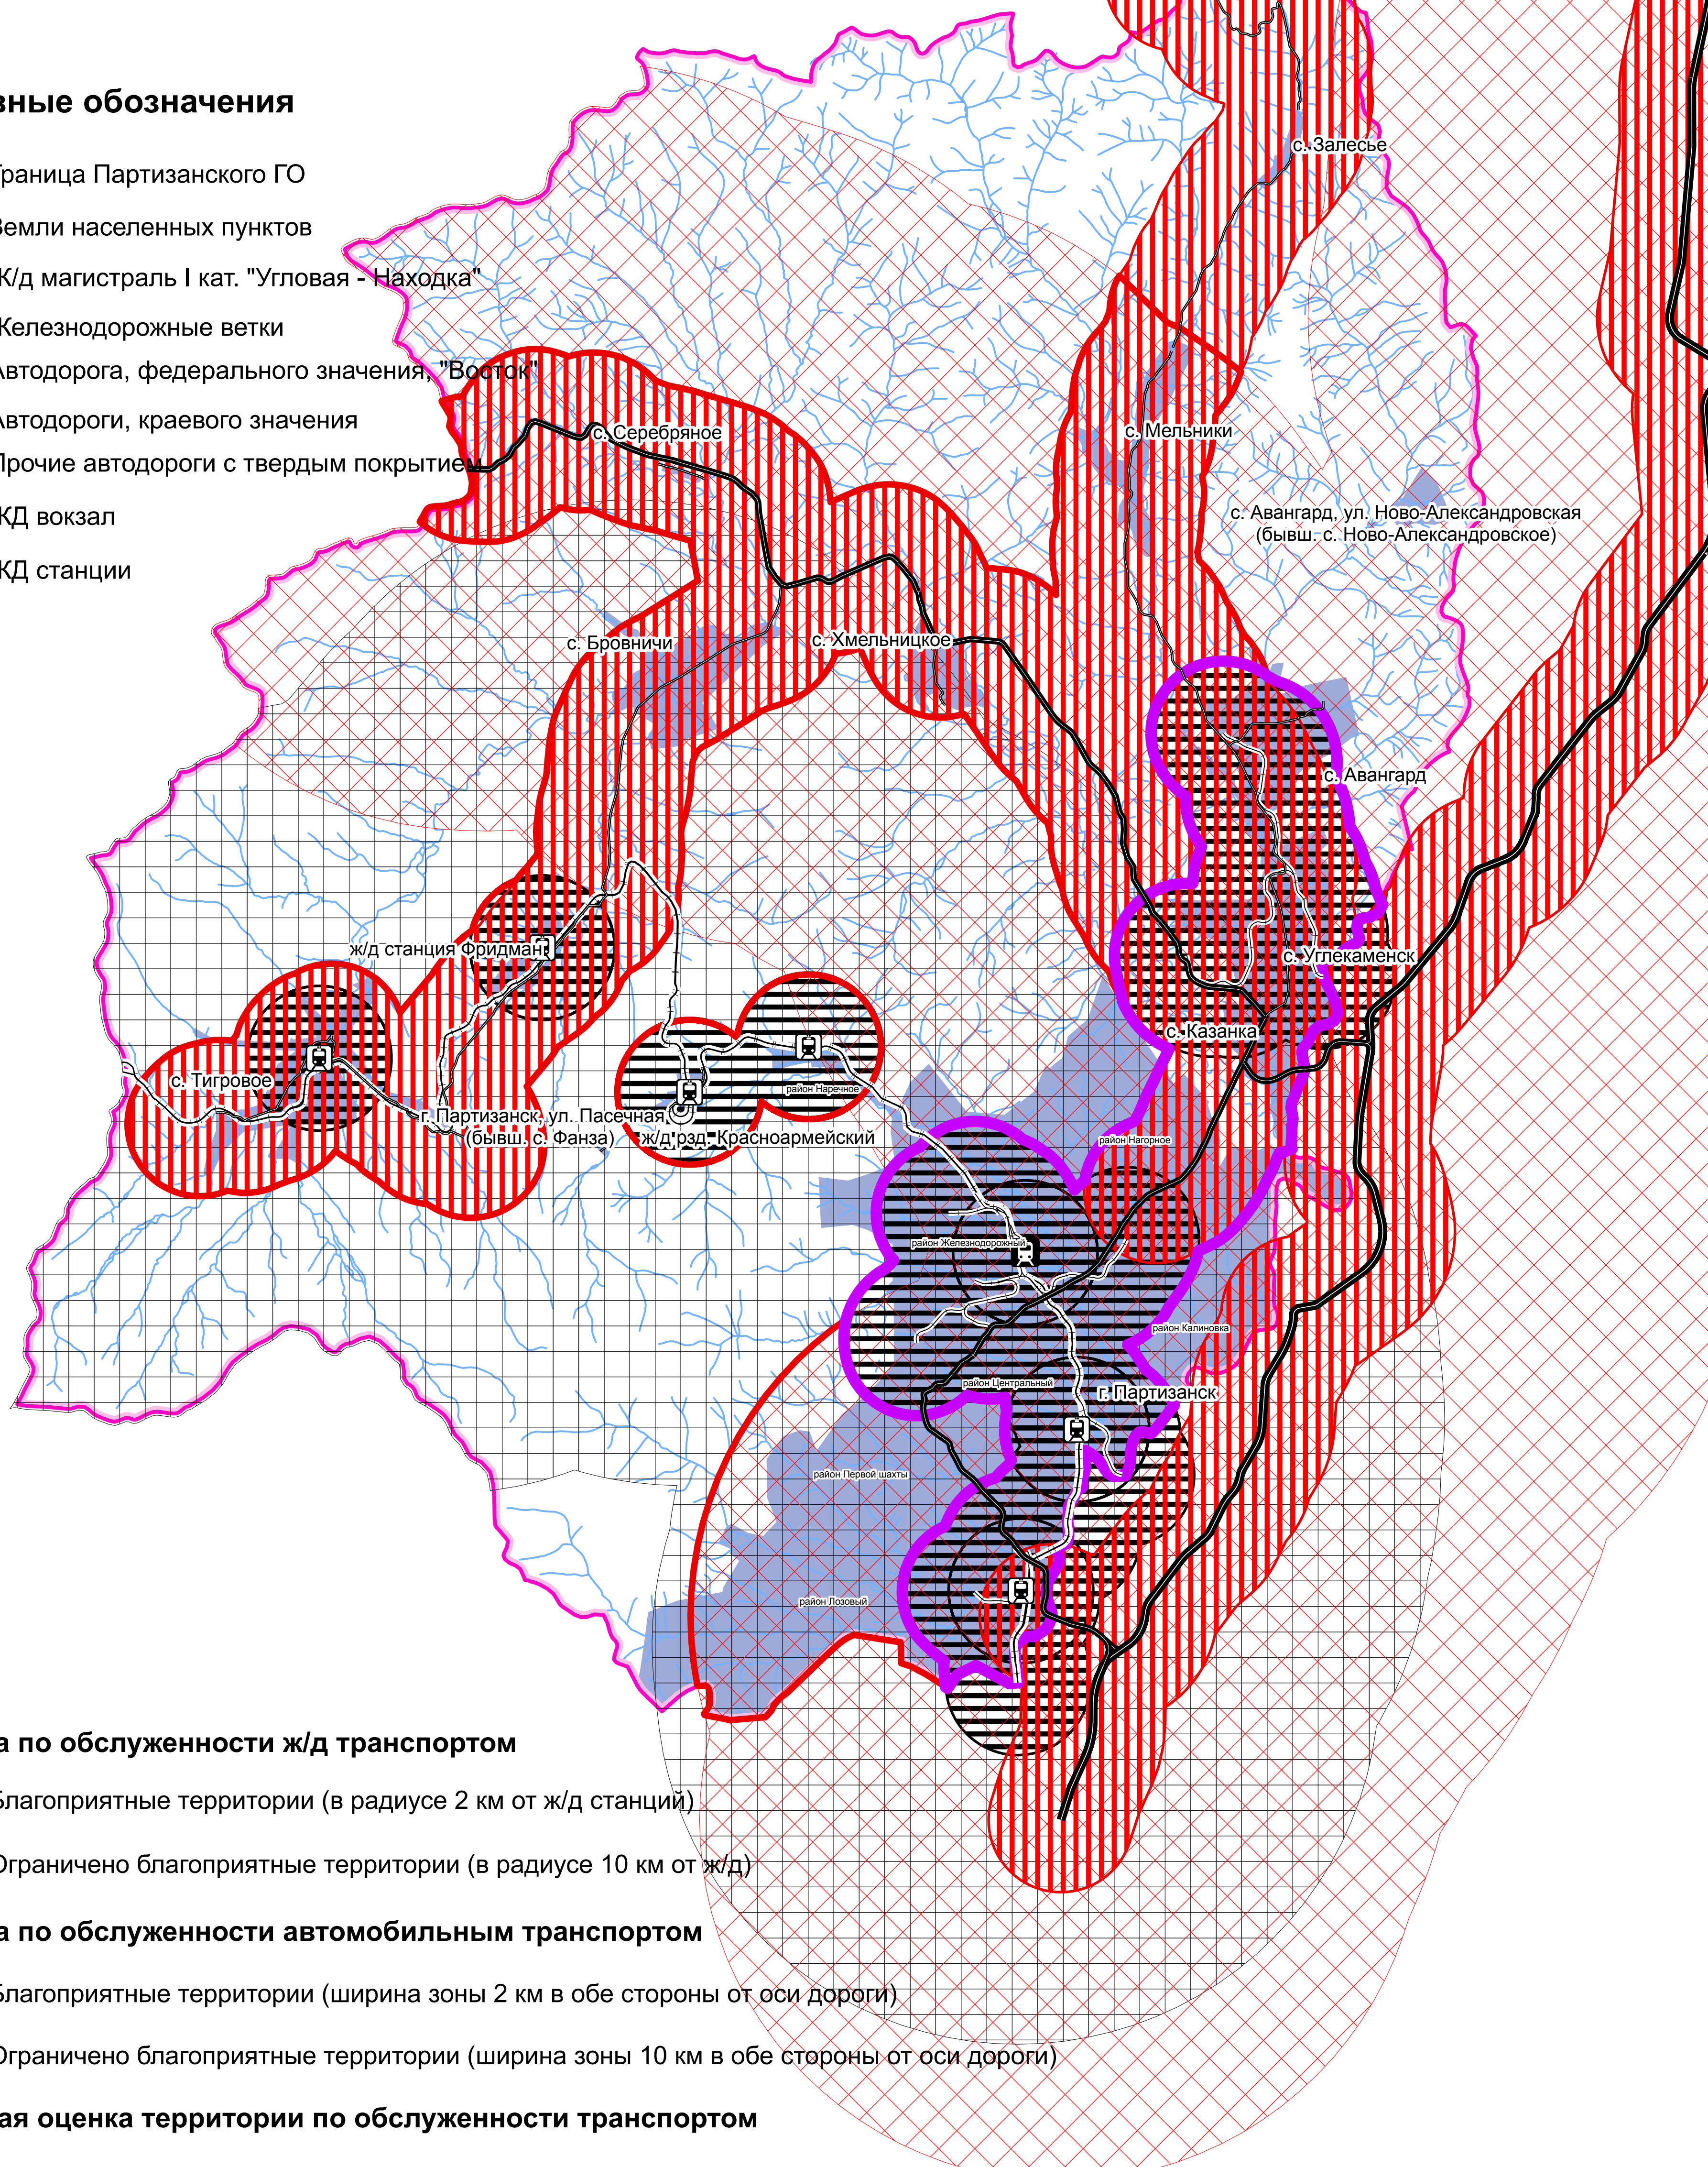 вные обозначения
Граница Партизанского ГО
Земли населенных пунктов
Ж/д магистраль I кат. "Угловая - Находка"
Железнодорожные ветки
Автодорога, федерального значения, "Восток"
Автодороги, краевого значения
Прочие автодороги с твердым покрытием
ЖД вокзал
ЖД станции
с. Залесье
с. Серебряное
с. Мельники
с. Авангард, ул. Ново-Александровская
(бывш. с. Ново-Александровское)
с. Бровничи
с. Хмельницкое
с. Авангард
ж/д станция Фридман
с. Углекаменск
с. Казанка
с. Тигровое
район Наречное
г. Партизанск, ул. Пасечная
(бывш. с. Фанза)
ж/д рзд. Красноармейский
район Нагорное
район Железнодорожный
район Калиновка
район Центральный
г. Партизанск
район Первой шахты
район Лозовый
а по обслуженности ж/д транспортом
Благоприятные территории (в радиусе 2 км от ж/д станций)
Ограничено благоприятные территории (в радиусе 10 км от ж/д)
а по обслуженности автомобильным транспортом
Благоприятные территории (ширина зоны 2 км в обе стороны от оси дороги)
Ограничено благоприятные территории (ширина зоны 10 км в обе стороны от оси дороги)
ая оценка территории по обслуженности транспортом